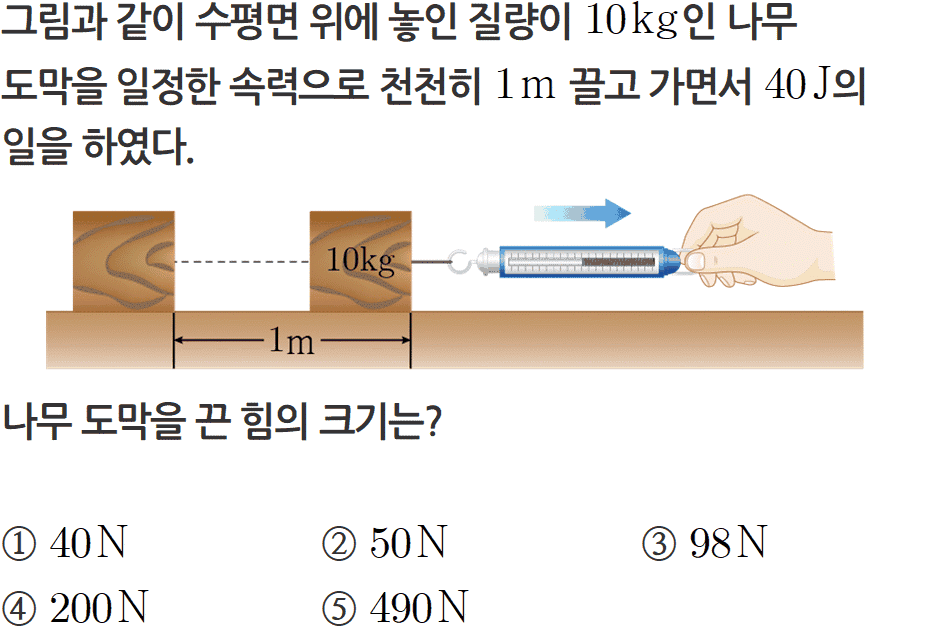 그림과 같이 수평면 위에 놓인 질량이 10kg인 나무
도막을 일정한 속력으로 천천히 1m 끌고 가면서 40J의
일을 하였다.
10kg
1m
나무 도막을 끈 힘의 크기는?
① 40N ② 50N ③ 98N
④ 200N ⑤ 490N